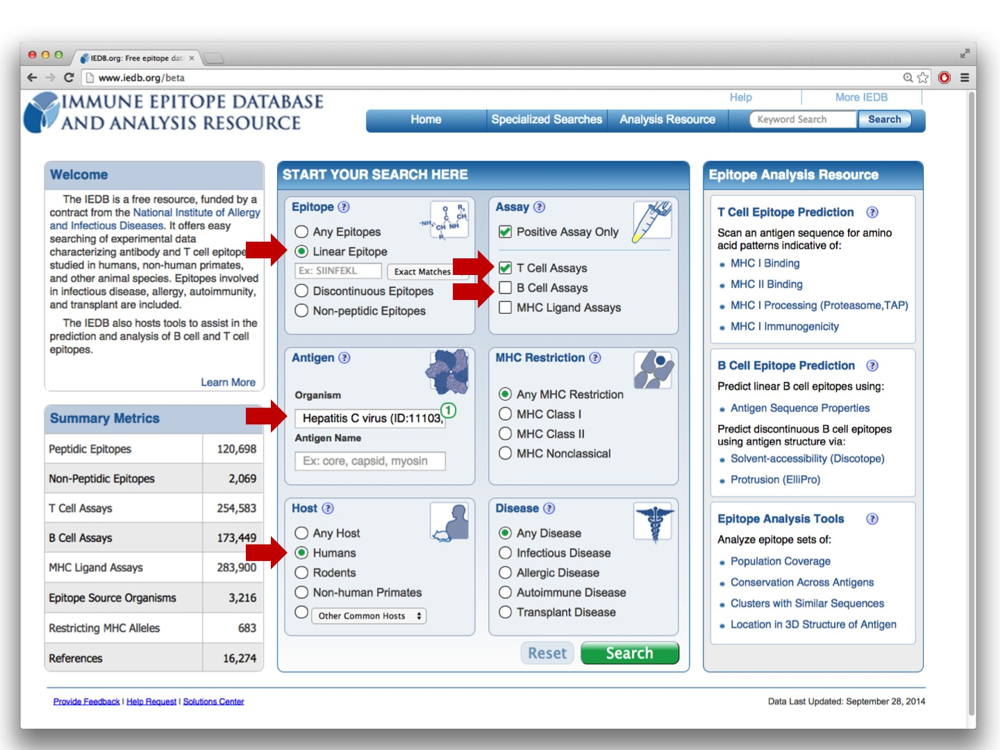 IEDB.org: Free epitope dat
www.iedb.org/beta
IMMUNE EPITOPE DATABASE
AND ANALYSIS RESOURCE
Help
More IEDB
Home
Specialized Searches
Analysis Resource
Keyword Search
Search
Welcome
The IEDB is a free resource, funded by a
contract from the National Institute of Allergy
and Infectious Diseases. It offers easy
searching of experimental data
characterizing antibody and T cell epitope
studied in humans, non-human primates,
and other animal species. Epitopes involved
in infectious disease, allergy, autoimmunity,
and transplant are included.
The IEDB also hosts tools to assist in the
prediction and analysis of B cell and T cell
epitopes.
Learn More
Summary Metrics
Peptidic Epitopes 120,698
Non-Peptidic Epitopes 2,069
T Cell Assays 254,583
B Cell Assays 173,449
MHC Ligand Assays 283,900
Epitope Source Organisms 3,216
Restricting MHC Alleles 683
References 16,274
START YOUR SEARCH HERE
Epitope ?
Any Epitopes
Linear Epitope
Ex: SIINFEKL
Exact Matches
Discontinuous Epitopes
Non-peptidic Epitopes
Assay ?
Positive Assay Only
T Cell Assays
B Cell Assays
MHC Ligand Assays
Antigen ?
Organism
Hepatitis C virus (ID:11103,
1
Antigen Name
Ex: core, capsid, myosin
MHC Restriction ?
Any MHC Restriction
MHC Class I
MHC Class II
MHC Nonclassical
Host ?
Any Host
Humans
Rodents
Non-human Primates
Other Common Hosts
Disease ?
Any Disease
Infectious Disease
Allergic Disease
Autoimmune Disease
Transplant Disease
Reset
Search
Epitope Analysis Resource
T Cell Epitope Prediction ?
Scan an antigen sequence for amino
acid patterns indicative of:
MHC I Binding
MHC II Binding
MHC I Processing (Proteasome,TAP)
MHC I Immunogenicity
B Cell Epitope Prediction ?
Predict linear B cell epitopes using:
Antigen Sequence Properties
Predict discontinuous B cell epitopes
using antigen structure via:
Solvent-accessibility (Discotope)
Protrusion (ElliPro)
Epitope Analysis Tools ?
Analyze epitope sets of:
Population Coverage
Conservation Across Antigens
Clusters with Similar Sequences
Location in 3D Structure of Antigen
Provide Feedback | Help Request | Solutions Center
Data Last Updated: September 28, 2014